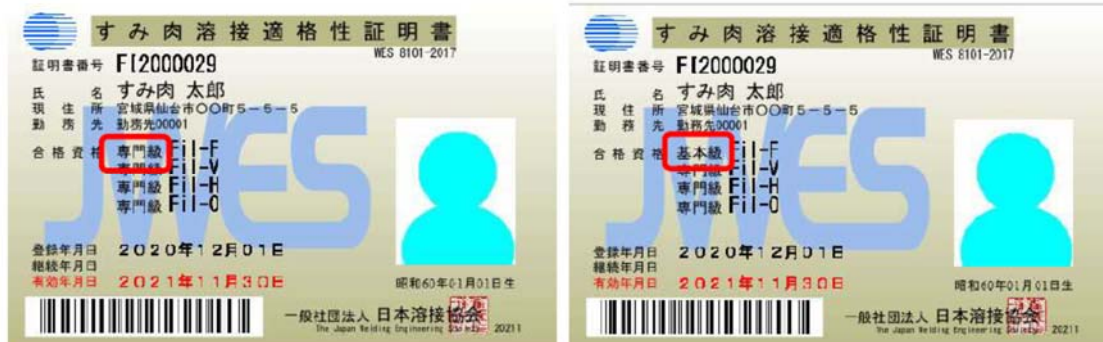 すみ肉溶接適格性証明書
WES 8101-2017
証明書番号 FI2000029
氏名 すみ肉 太郎
現住所 宮城県仙台市〇〇町5-5-5
勤務先 勤務先00001
合格資格 専門級 Fil-F
専門級 Fil-V
専門級 Fil-H
専門級 Fil-O
登録年月日 2020年12月01日
継続年月日
有効年月日 2021年11月30日
昭和60年01月01日生
一般社団法人 日本溶接協会
The Japan Welding Engineering Society 20211
JWES
すみ肉溶接適格性証明書
WES 8101-2017
証明書番号 FI2000029
氏名 すみ肉 太郎
現住所 宮城県仙台市〇〇町5-5-5
勤務先 勤務先00001
合格資格 基本級 Fil-F
専門級 Fil-V
専門級 Fil-H
専門級 Fil-O
登録年月日 2020年12月01日
継続年月日
有効年月日 2021年11月30日
昭和60年01月01日生
一般社団法人 日本溶接協会
The Japan Welding Engineering Society 20211
JWES